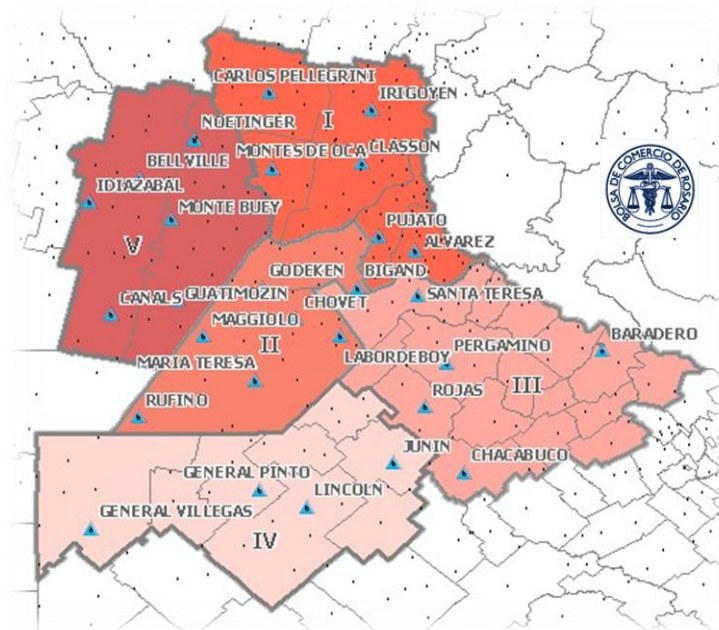 CARLOS PELLEGRINI
IRIGOYEN
I
NOETINGER
BELL VILLE
MONTES DE OCA
CLASSON
IDIAZABAL
MONTE BUEY
BOLSA DE COMERCIO DE ROSARIO
PUJATO
V
ALVAREZ
GODEKEN
BIGAND
CANALS
GUATIMOZIN
CHOVET
SANTA TERESA
MAGGIOLO
II
BARADERO
MARIA TERESA
LABORDEBOY
PERGAMINO
III
RUFINO
ROJAS
JUNIN
CHACABUCO
GENERAL PINTO
LINCOLN
GENERAL VILLEGAS
IV